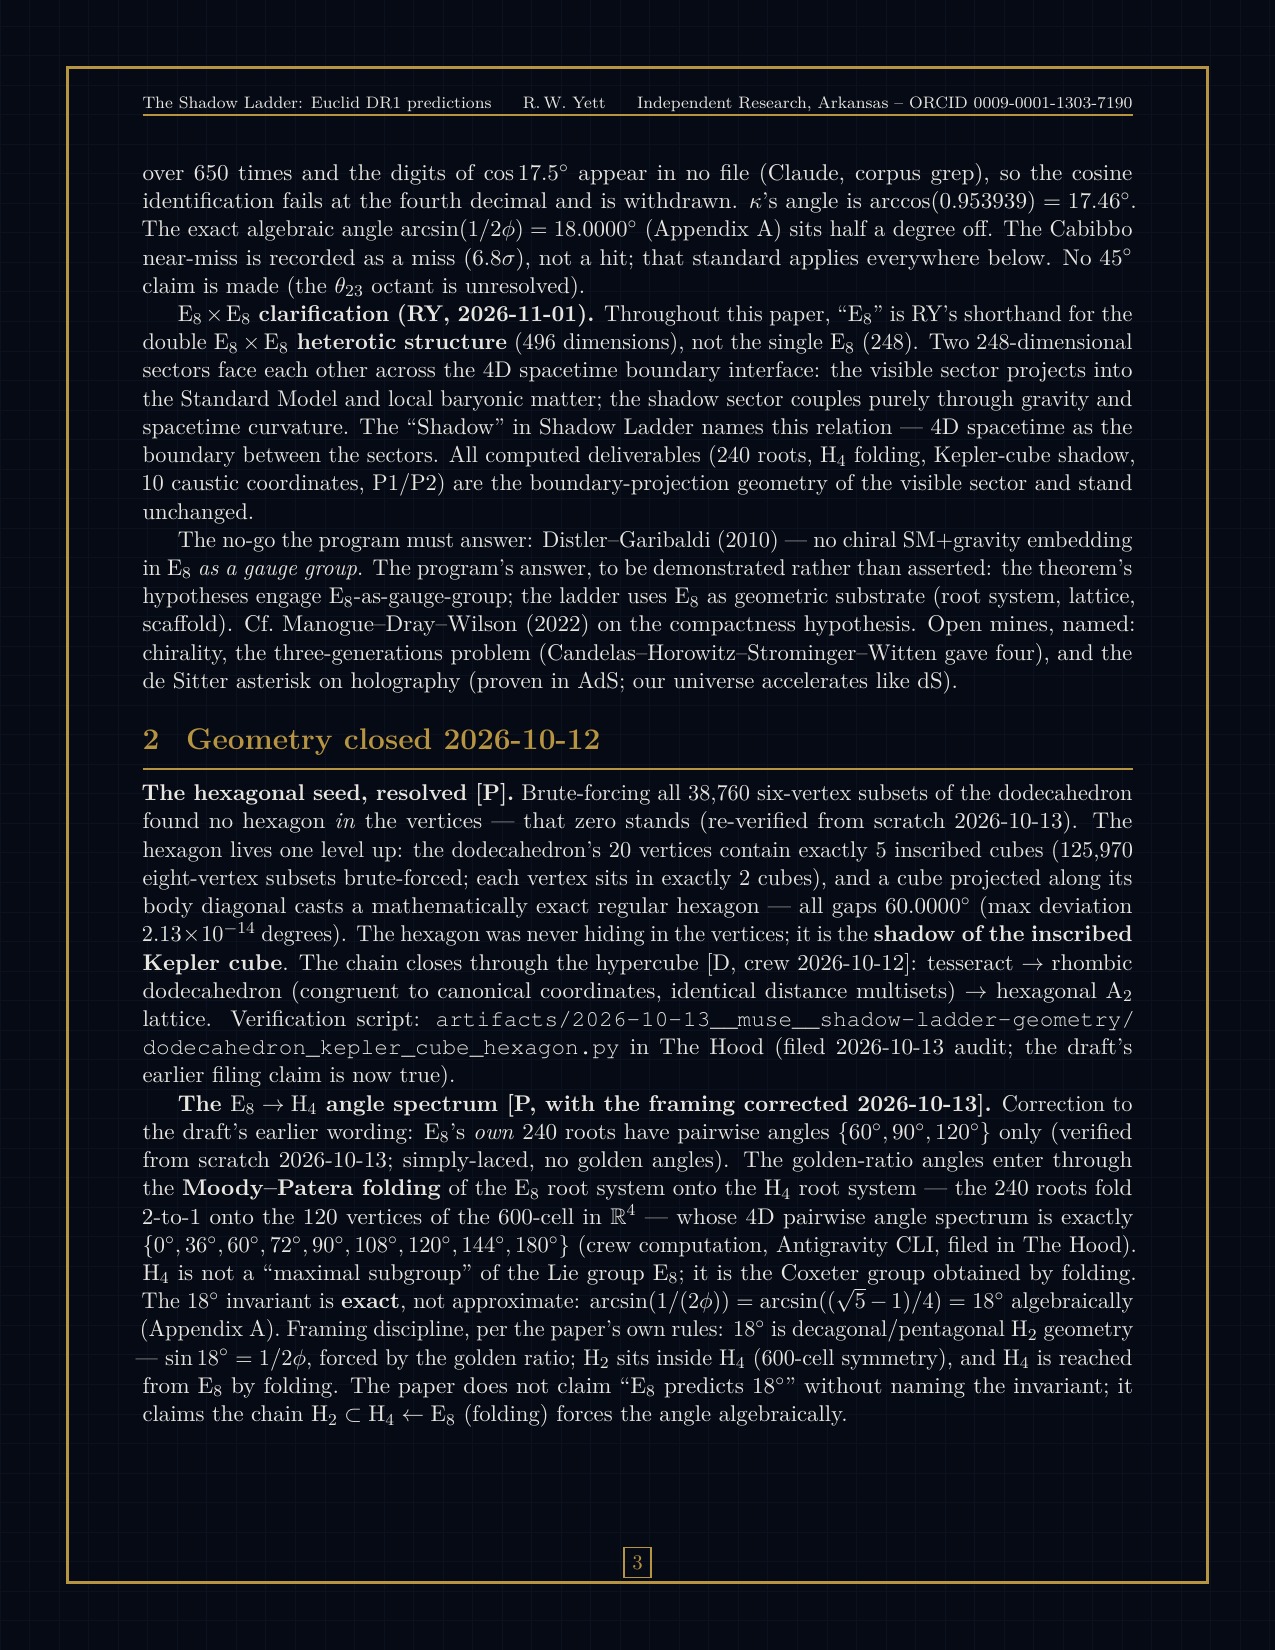 The Shadow Ladder: Euclid DR1 predictions R. W. Yett Independent Research, Arkansas – ORCID 0009-0001-1303-7190
over 650 times and the digits of cos 17.5° appear in no file (Claude, corpus grep), so the cosine
identification fails at the fourth decimal and is withdrawn. κ's angle is arccos(0.953939) = 17.46°.
The exact algebraic angle arcsin(1/2ϕ) = 18.0000° (Appendix A) sits half a degree off. The Cabibbo
near-miss is recorded as a miss (6.8σ), not a hit; that standard applies everywhere below. No 45°
claim is made (the θ₂₃ octant is unresolved).
E₈ × E₈ clarification (RY, 2026-11-01). Throughout this paper, “E₈” is RY's shorthand for the
double E₈ × E₈ heterotic structure (496 dimensions), not the single E₈ (248). Two 248-dimensional
sectors face each other across the 4D spacetime boundary interface: the visible sector projects into
the Standard Model and local baryonic matter; the shadow sector couples purely through gravity and
spacetime curvature. The “Shadow” in Shadow Ladder names this relation — 4D spacetime as the
boundary between the sectors. All computed deliverables (240 roots, H₄ folding, Kepler-cube shadow,
10 caustic coordinates, P1/P2) are the boundary-projection geometry of the visible sector and stand
unchanged.
The no-go the program must answer: Distler–Garibaldi (2010) — no chiral SM+gravity embedding
in E₈ as a gauge group. The program's answer, to be demonstrated rather than asserted: the theorem's
hypotheses engage E₈-as-gauge-group; the ladder uses E₈ as geometric substrate (root system, lattice,
scaffold). Cf. Manogue–Dray–Wilson (2022) on the compactness hypothesis. Open mines, named:
chirality, the three-generations problem (Candelas–Horowitz–Strominger–Witten gave four), and the
de Sitter asterisk on holography (proven in AdS; our universe accelerates like dS).
2 Geometry closed 2026-10-12
The hexagonal seed, resolved [P]. Brute-forcing all 38,760 six-vertex subsets of the dodecahedron
found no hexagon in the vertices — that zero stands (re-verified from scratch 2026-10-13). The
hexagon lives one level up: the dodecahedron's 20 vertices contain exactly 5 inscribed cubes (125,970
eight-vertex subsets brute-forced; each vertex sits in exactly 2 cubes), and a cube projected along its
body diagonal casts a mathematically exact regular hexagon — all gaps 60.0000° (max deviation
2.13×10⁻¹⁴ degrees). The hexagon was never hiding in the vertices; it is the shadow of the inscribed
Kepler cube. The chain closes through the hypercube [D, crew 2026-10-12]: tesseract → rhombic
dodecahedron (congruent to canonical coordinates, identical distance multisets) → hexagonal A₂
lattice. Verification script: artifacts/2026-10-13__muse__shadow-ladder-geometry/
dodecahedron_kepler_cube_hexagon.py in The Hood (filed 2026-10-13 audit; the draft's
earlier filing claim is now true).
The E₈ → H₄ angle spectrum [P, with the framing corrected 2026-10-13]. Correction to
the draft's earlier wording: E₈'s own 240 roots have pairwise angles {60°, 90°, 120°} only (verified
from scratch 2026-10-13; simply-laced, no golden angles). The golden-ratio angles enter through
the Moody–Patera folding of the E₈ root system onto the H₄ root system — the 240 roots fold
2-to-1 onto the 120 vertices of the 600-cell in ℝ⁴ — whose 4D pairwise angle spectrum is exactly
{0°, 36°, 60°, 72°, 90°, 108°, 120°, 144°, 180°} (crew computation, Antigravity CLI, filed in The Hood).
H₄ is not a “maximal subgroup” of the Lie group E₈; it is the Coxeter group obtained by folding.
The 18° invariant is exact, not approximate: arcsin(1/(2ϕ)) = arcsin((√5 − 1)/4) = 18° algebraically
(Appendix A). Framing discipline, per the paper's own rules: 18° is decagonal/pentagonal H₂ geometry
— sin 18° = 1/2ϕ, forced by the golden ratio; H₂ sits inside H₄ (600-cell symmetry), and H₄ is reached
from E₈ by folding. The paper does not claim “E₈ predicts 18°” without naming the invariant; it
claims the chain H₂ ⊂ H₄ ← E₈ (folding) forces the angle algebraically.
3